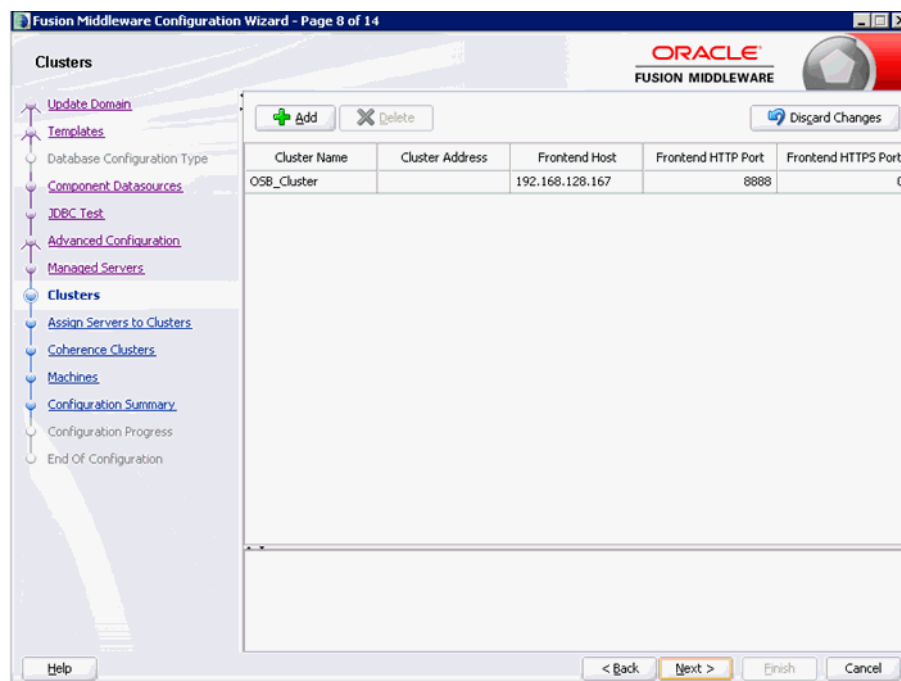 Fusion Middleware Configuration Wizard - Page 8 of 14
Clusters
ORACLE
FUSION MIDDLEWARE
Update Domain
Templates
Database Configuration Type
Component Datasources
JDBC Test
Advanced Configuration
Managed Servers
Clusters
Assign Servers to Clusters
Coherence Clusters
Machines
Configuration Summary
Configuration Progress
End Of Configuration
Add Delete Discard Changes
Cluster Name Cluster Address Frontend Host Frontend HTTP Port Frontend HTTPS Port
OSB_Cluster 192.168.128.167 8888 0
Help < Back Next > Finish Cancel